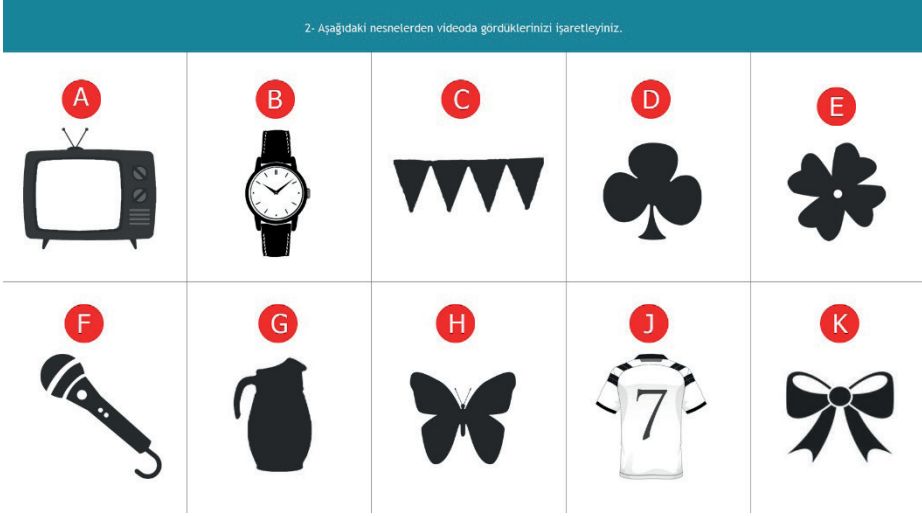 2- Aşağıdaki nesnelerden videoda gördüklerinizi işaretleyiniz.
A
B
C
D
E
F
G
H
J
7
K